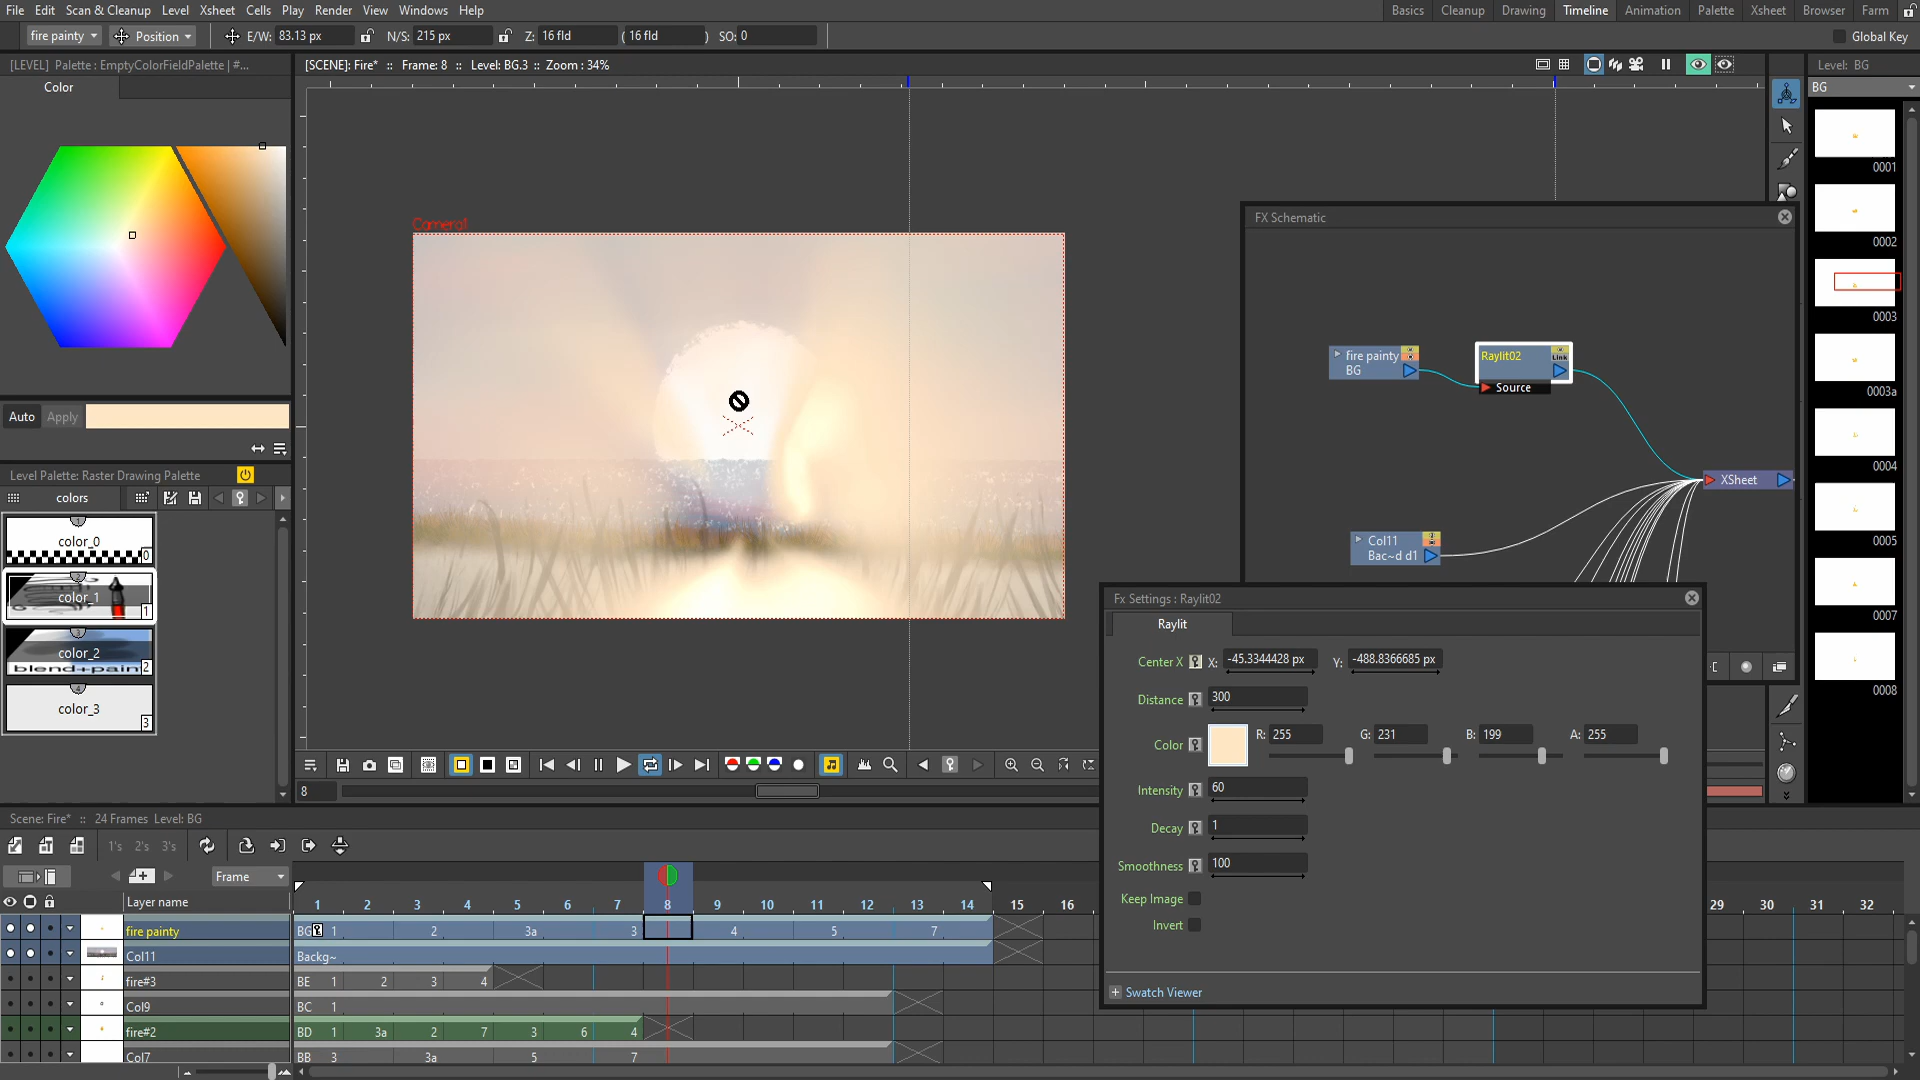 File Edit Scan & Cleanup Level Xsheet Cells Play Render View Windows Help
Basics Cleanup Drawing Timeline Animation Palette Xsheet Browser Farm
fire painty Position E/W: 83.13 px N/S: 215 px Z: 16 fld ( 16 fld ) SO: 0 Global Key
[LEVEL] Palette : EmptyColorFieldPalette | #...
[SCENE]: Fire* :: Frame: 8 :: Level: BG.3 :: Zoom : 34%
Level: BG
Color
BG
0001
0002
0003
0003a
0004
0005
0007
0008
Camera1
FX Schematic
fire painty
BG
Raylit02
Link
Source
XSheet
Col11
Bac~d d1
Auto Apply
Level Palette: Raster Drawing Palette
colors
color_0
0
color_1
1
color_2
blend+pain
2
color_3
3
Fx Settings : Raylit02
Raylit
Center X X: -45.3344428 px Y: -488.8366685 px
Distance 300
Color R: 255 G: 231 B: 199 A: 255
Intensity 60
Decay 1
Smoothness 100
Keep Image
Invert
+ Swatch Viewer
8
Scene: Fire* :: 24 Frames Level: BG
1's 2's 3's
Frame
Layer name 1 2 3 4 5 6 7 8 9 10 11 12 13 14 15 16 29 30 31 32
fire painty BG 1 2 3a 3 4 5 7
Col11 Backg~
fire#3 BE 1 2 3 4
Col9 BC 1
fire#2 BD 1 3a 2 7 3 6 4
Col7 BB 3 3a 5 7